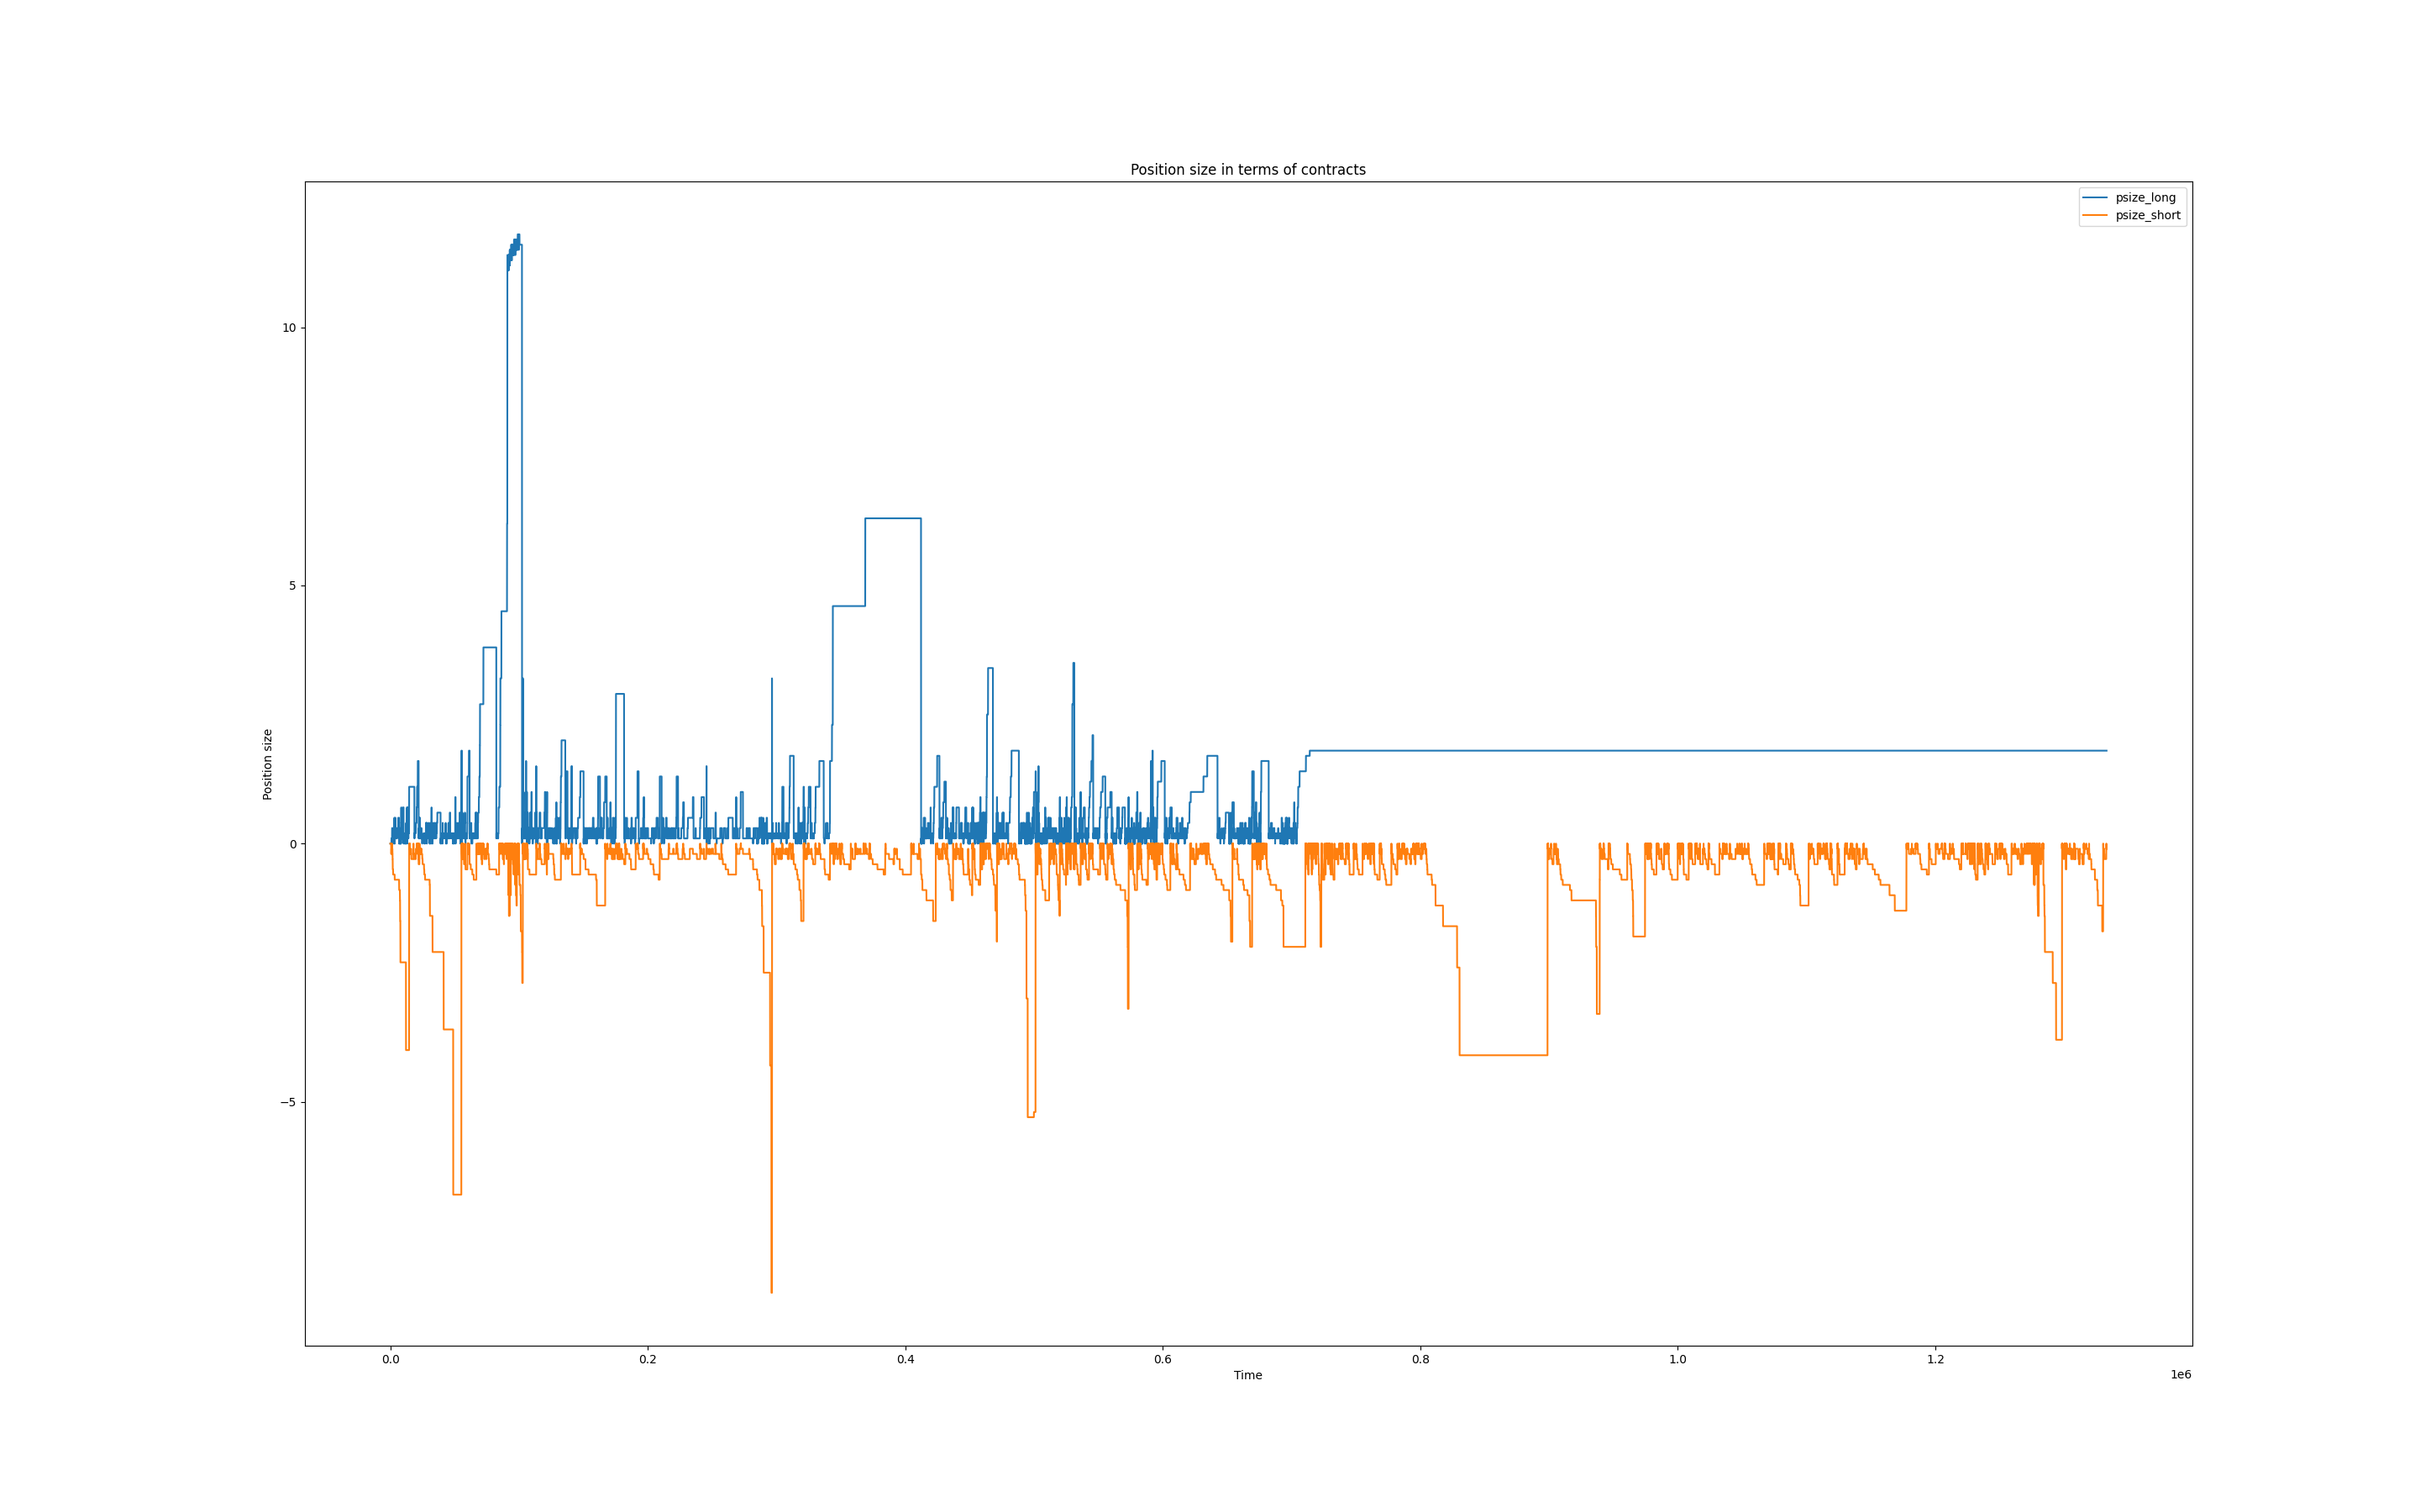 Position size in terms of contracts
psize_long
psize_short
Position size
10
5
0
−5
0.0 0.2 0.4 0.6 0.8 1.0 1.2
Time
1e6